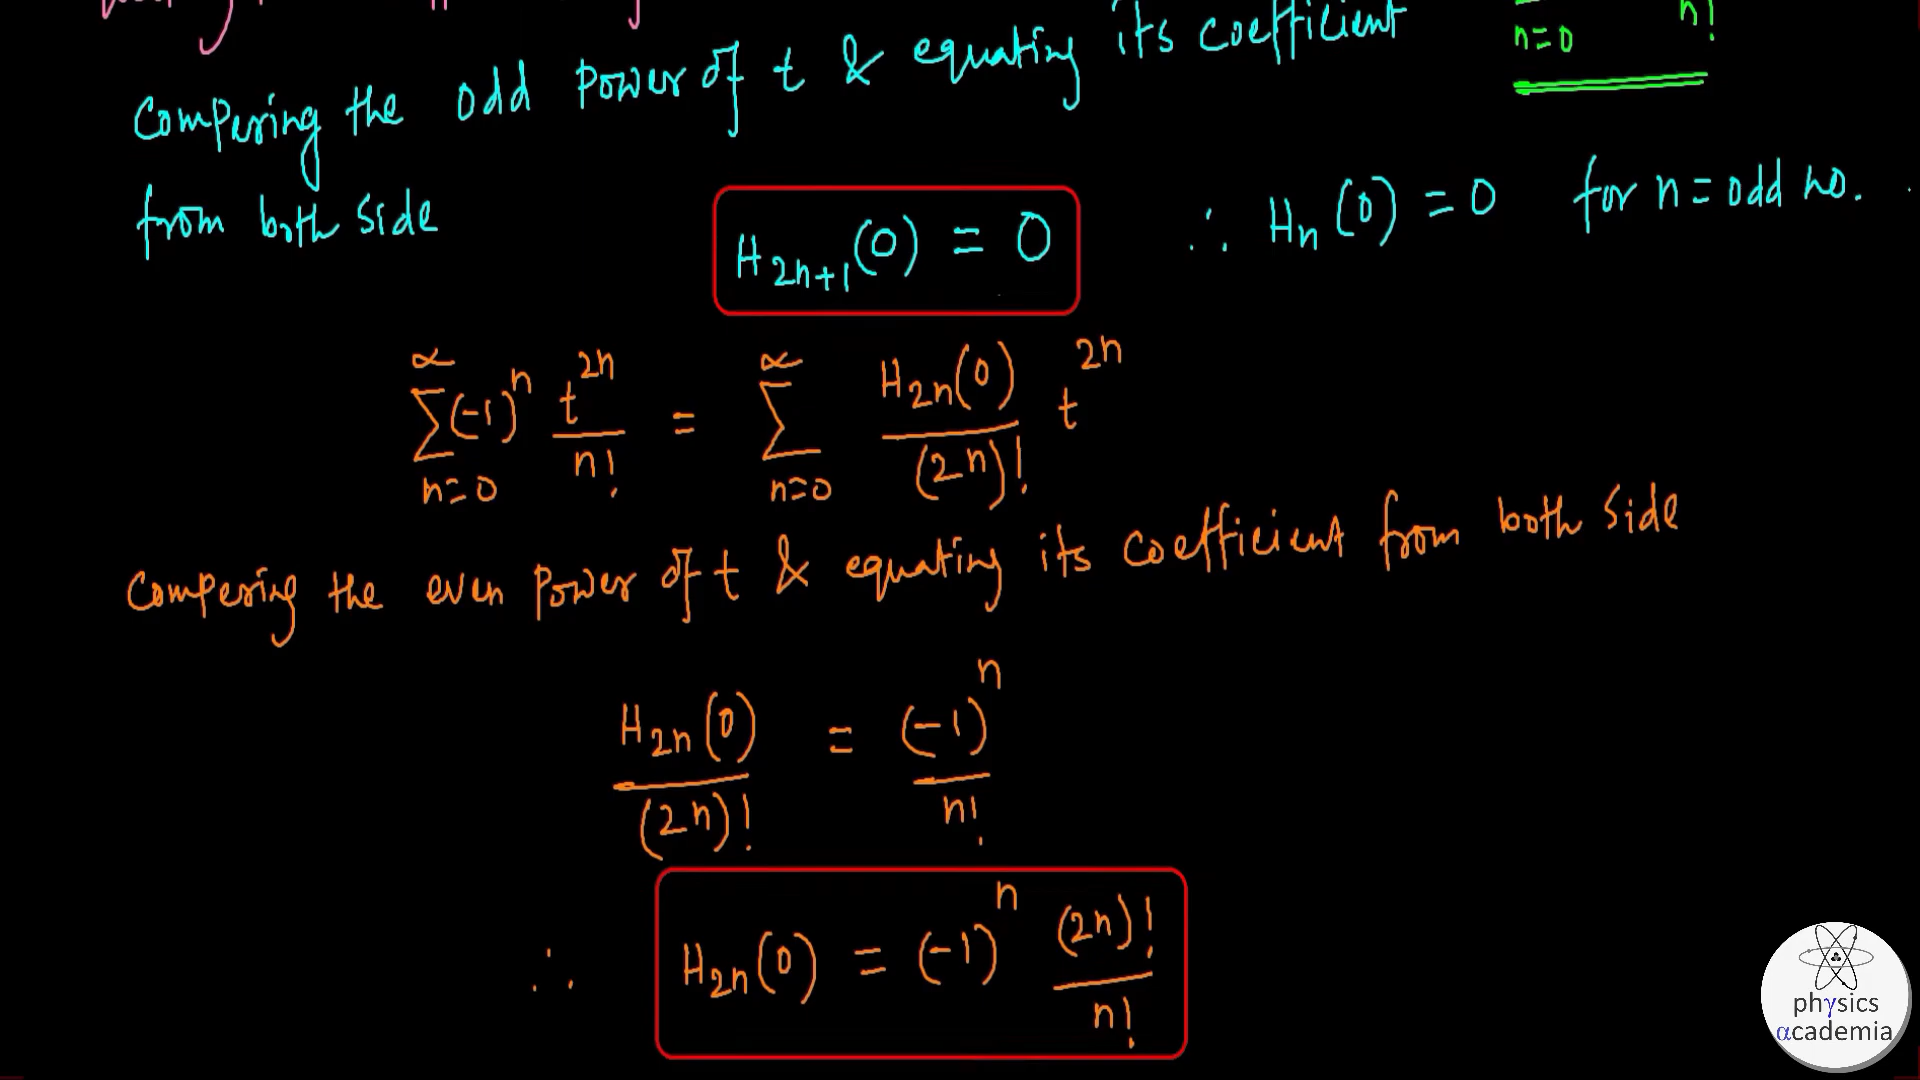 Compering the odd power of t & equating its coefficient
n=0 n!
from both side
H_{2n+1}(0) = 0
∴ H_n(0) = 0 for n = odd no.
∑_{n=0}^{∝} (-1)^n t^{2n}/n! = ∑_{n=0}^{∝} H_{2n}(0)/(2n)! t^{2n}
Compering the even power of t & equating its coefficient from both side
H_{2n}(0)/(2n)! = (-1)^n/n!
∴ H_{2n}(0) = (-1)^n (2n)!/n!
phγsics
αcademia